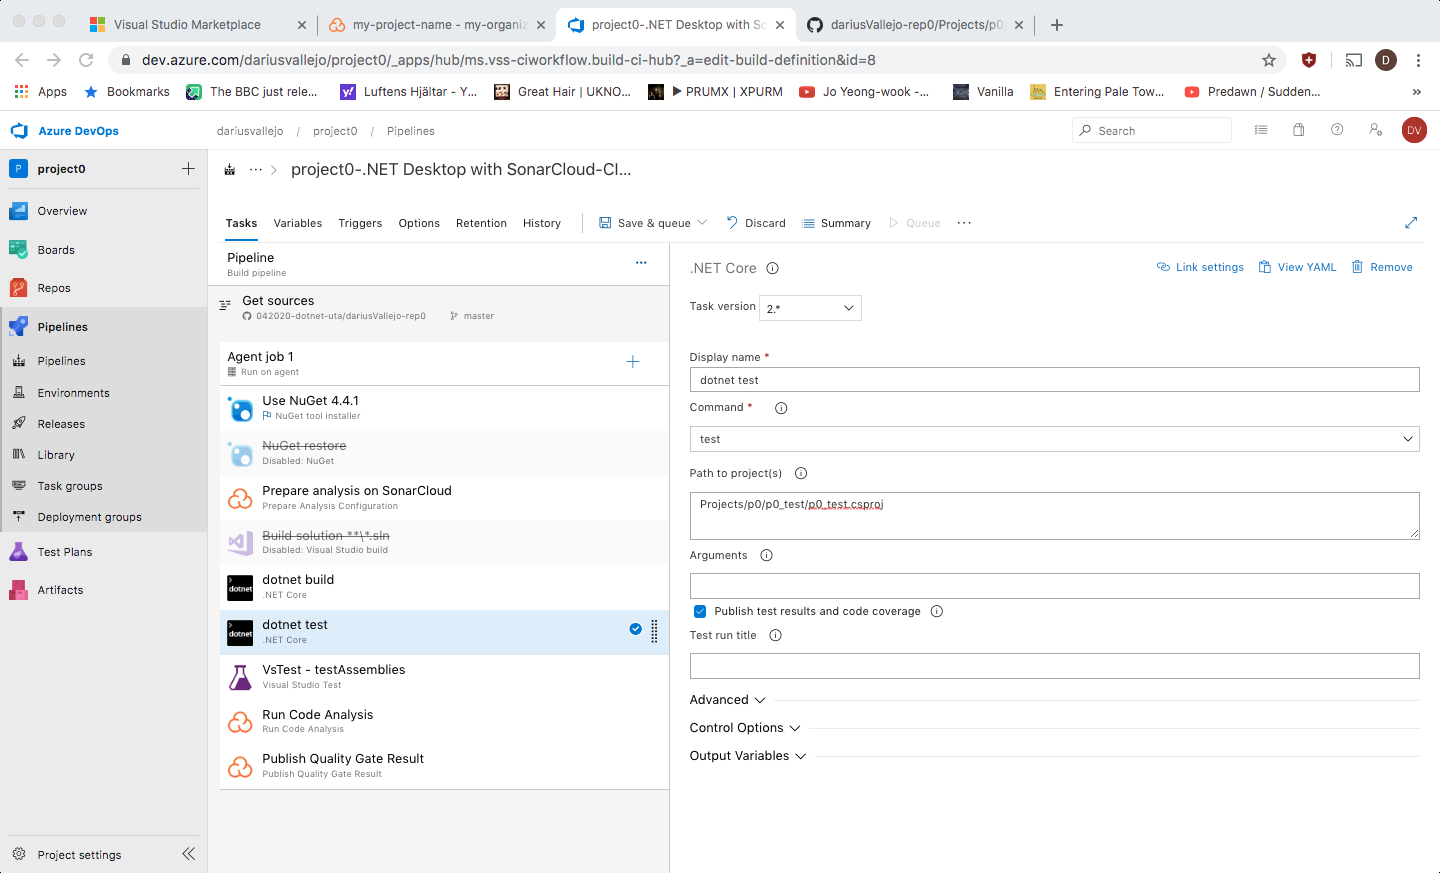 Visual Studio Marketplace
my-project-name - my-organiz
project0-.NET Desktop with So
dariusVallejo-rep0/Projects/p0
dev.azure.com/dariusvallejo/project0/_apps/hub/ms.vss-ciworkflow.build-ci-hub?_a=edit-build-definition&id=8
D
Apps
Bookmarks
The BBC just rele...
Luftens Hjältar - Y...
Great Hair | UKNO...
▶ PRUMX | XPURM
Jo Yeong-wook -...
Vanilla
Entering Pale Tow...
Predawn / Sudden...
»
Azure DevOps
dariusvallejo / project0 / Pipelines
Search
DV
P project0
Overview
Boards
Repos
Pipelines
Pipelines
Environments
Releases
Library
Task groups
Deployment groups
Test Plans
Artifacts
Project settings
... > project0-.NET Desktop with SonarCloud-CI...
Tasks Variables Triggers Options Retention History
Save & queue Discard Summary Queue ...
Pipeline
Build pipeline
...
Get sources
042020-dotnet-uta/dariusVallejo-rep0 master
Agent job 1
Run on agent
Use NuGet 4.4.1
NuGet tool installer
NuGet restore
Disabled: NuGet
Prepare analysis on SonarCloud
Prepare Analysis Configuration
Build solution **\*.sln
Disabled: Visual Studio build
dotnet
dotnet build
.NET Core
dotnet
dotnet test
.NET Core
VsTest - testAssemblies
Visual Studio Test
Run Code Analysis
Run Code Analysis
Publish Quality Gate Result
Publish Quality Gate Result
.NET Core
Link settings View YAML Remove
Task version 2.*
Display name *
dotnet test
Command *
test
Path to project(s)
Projects/p0/p0_test/p0_test.csproj
Arguments
Publish test results and code coverage
Test run title
Advanced
Control Options
Output Variables